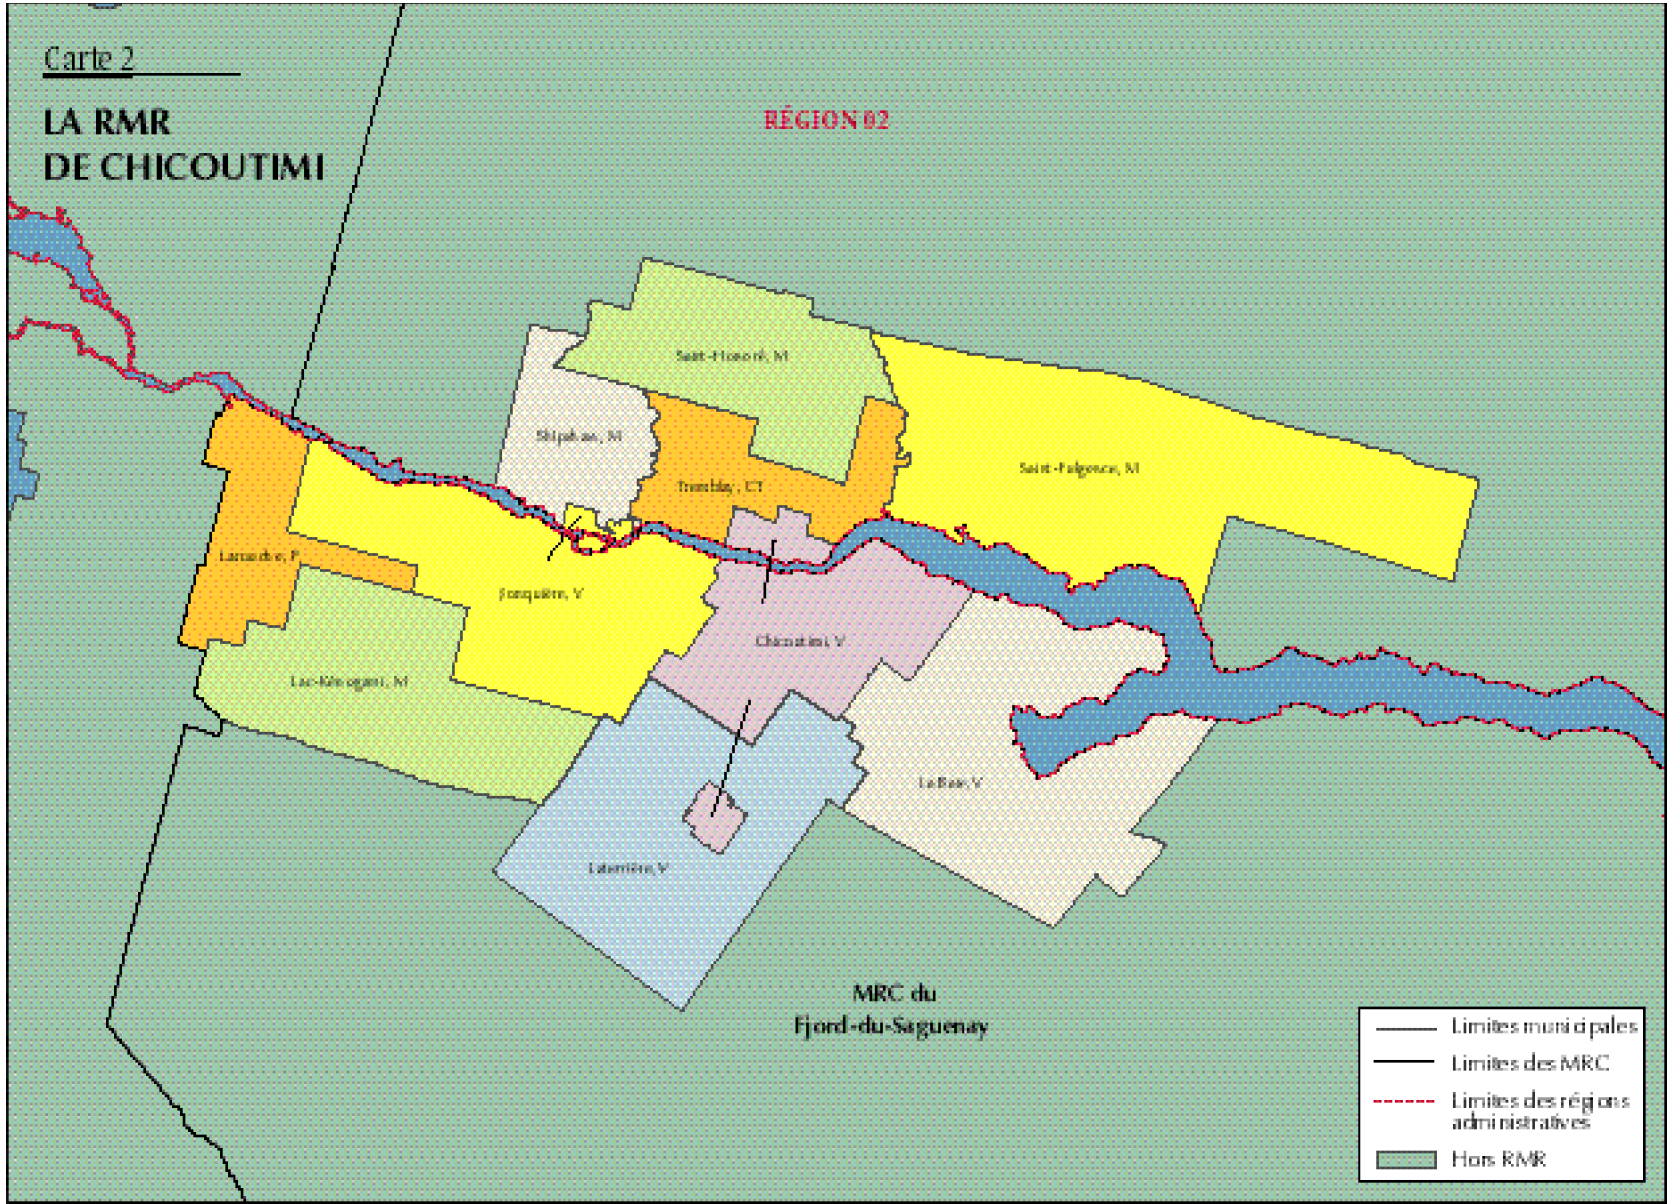 Carte 2
LA RMR
DE CHICOUTIMI
RÉGION 02
Saint-Honoré, M
Shipshaw, M
Saint-Fulgence, M
Tremblay, CT
Larouche, P
Jonquière, V
Chicoutimi, V
Lac-Kénogami, M
La Baie, V
Laterrière, V
MRC du
Fjord-du-Saguenay
Limites municipales
Limites des MRC
Limites des régions
administratives
Hors RMR